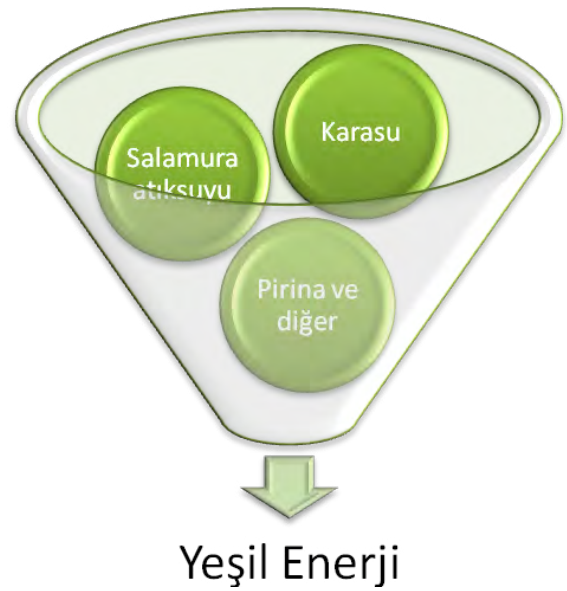 Karasu
Salamura
atıksuyu
Pirina ve
diğer
Yeşil Enerji